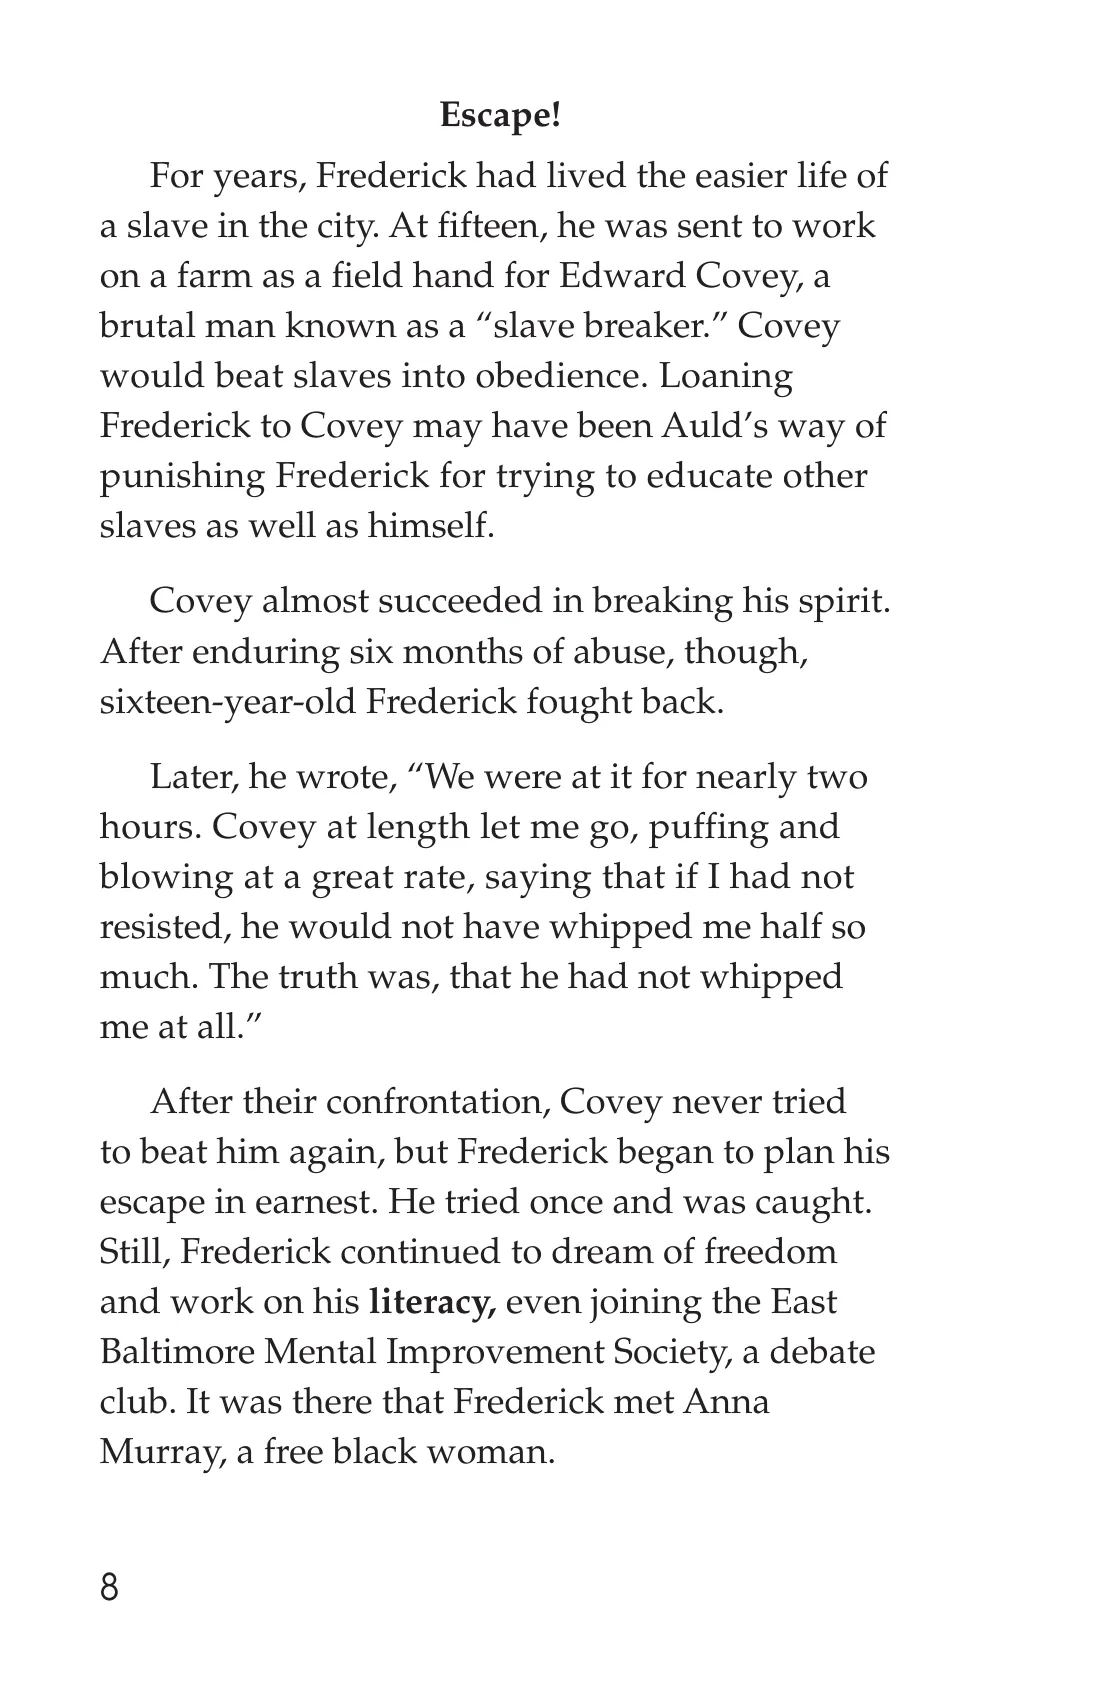 Escape!
For years, Frederick had lived the easier life of
a slave in the city. At fifteen, he was sent to work
on a farm as a field hand for Edward Covey, a
brutal man known as a “slave breaker.” Covey
would beat slaves into obedience. Loaning
Frederick to Covey may have been Auld’s way of
punishing Frederick for trying to educate other
slaves as well as himself.
Covey almost succeeded in breaking his spirit.
After enduring six months of abuse, though,
sixteen-year-old Frederick fought back.
Later, he wrote, “We were at it for nearly two
hours. Covey at length let me go, puffing and
blowing at a great rate, saying that if I had not
resisted, he would not have whipped me half so
much. The truth was, that he had not whipped
me at all.”
After their confrontation, Covey never tried
to beat him again, but Frederick began to plan his
escape in earnest. He tried once and was caught.
Still, Frederick continued to dream of freedom
and work on his literacy, even joining the East
Baltimore Mental Improvement Society, a debate
club. It was there that Frederick met Anna
Murray, a free black woman.
8